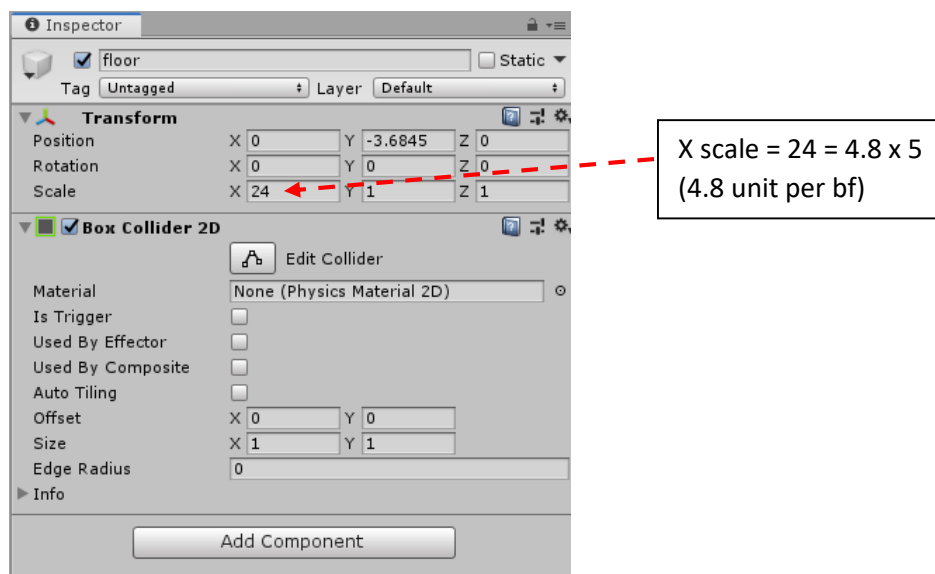 Inspector
floor
Static
Tag Untagged Layer Default
Transform
Position X 0 Y -3.6845 Z 0
Rotation X 0 Y 0 Z 0
Scale X 24 Y 1 Z 1
X scale = 24 = 4.8 x 5
(4.8 unit per bf)
Box Collider 2D
Edit Collider
Material None (Physics Material 2D)
Is Trigger
Used By Effector
Used By Composite
Auto Tiling
Offset X 0 Y 0
Size X 1 Y 1
Edge Radius 0
Info
Add Component